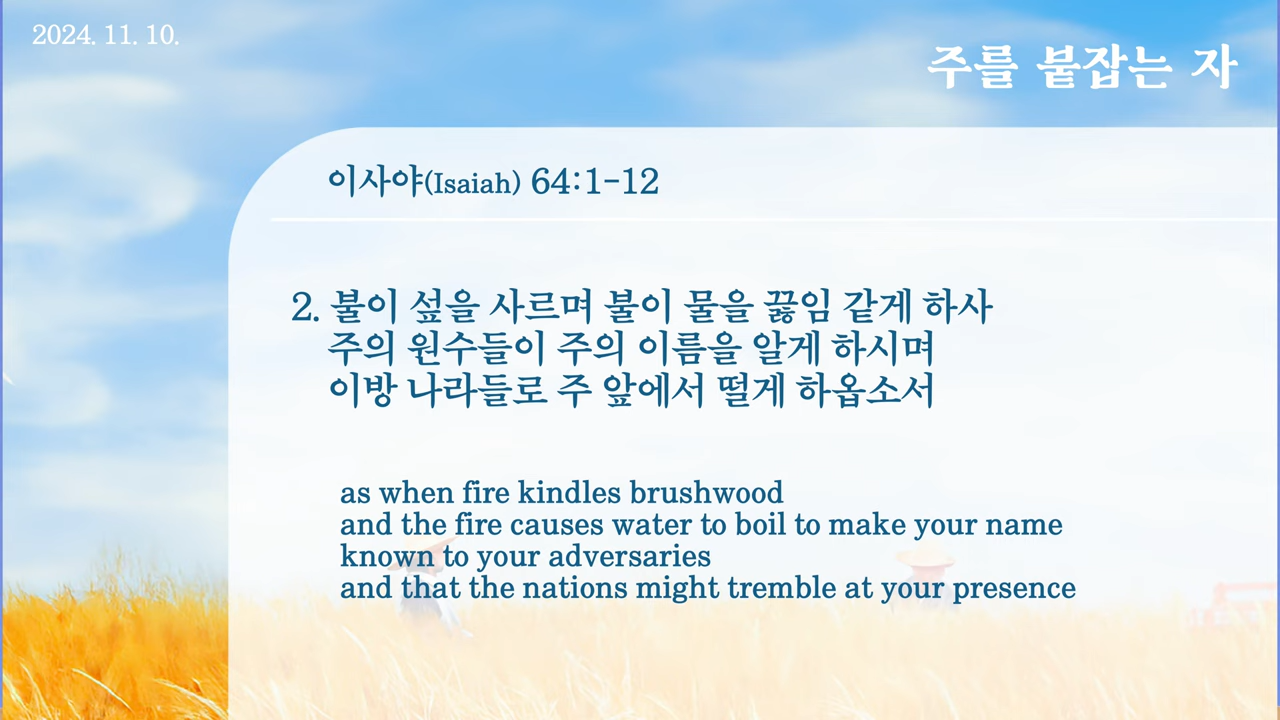 2024. 11. 10.
주를 붙잡는 자
이사야(Isaiah) 64:1-12
2. 불이 섶을 사르며 불이 물을 끓임 같게 하사
주의 원수들이 주의 이름을 알게 하시며
이방 나라들로 주 앞에서 떨게 하옵소서
as when fire kindles brushwood
and the fire causes water to boil to make your name
known to your adversaries
and that the nations might tremble at your presence